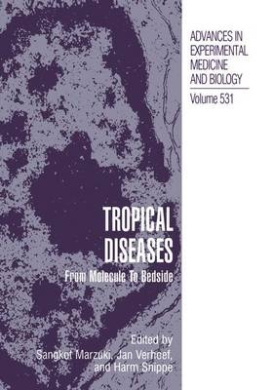 ADVANCES IN
EXPERIMENTAL
MEDICINE
AND BIOLOGY
Volume 531
TROPICAL
DISEASES
From Molecule To Bedside
Edited by
Sangkot Marzuki, Jan Verhoef,
and Harm Snippe